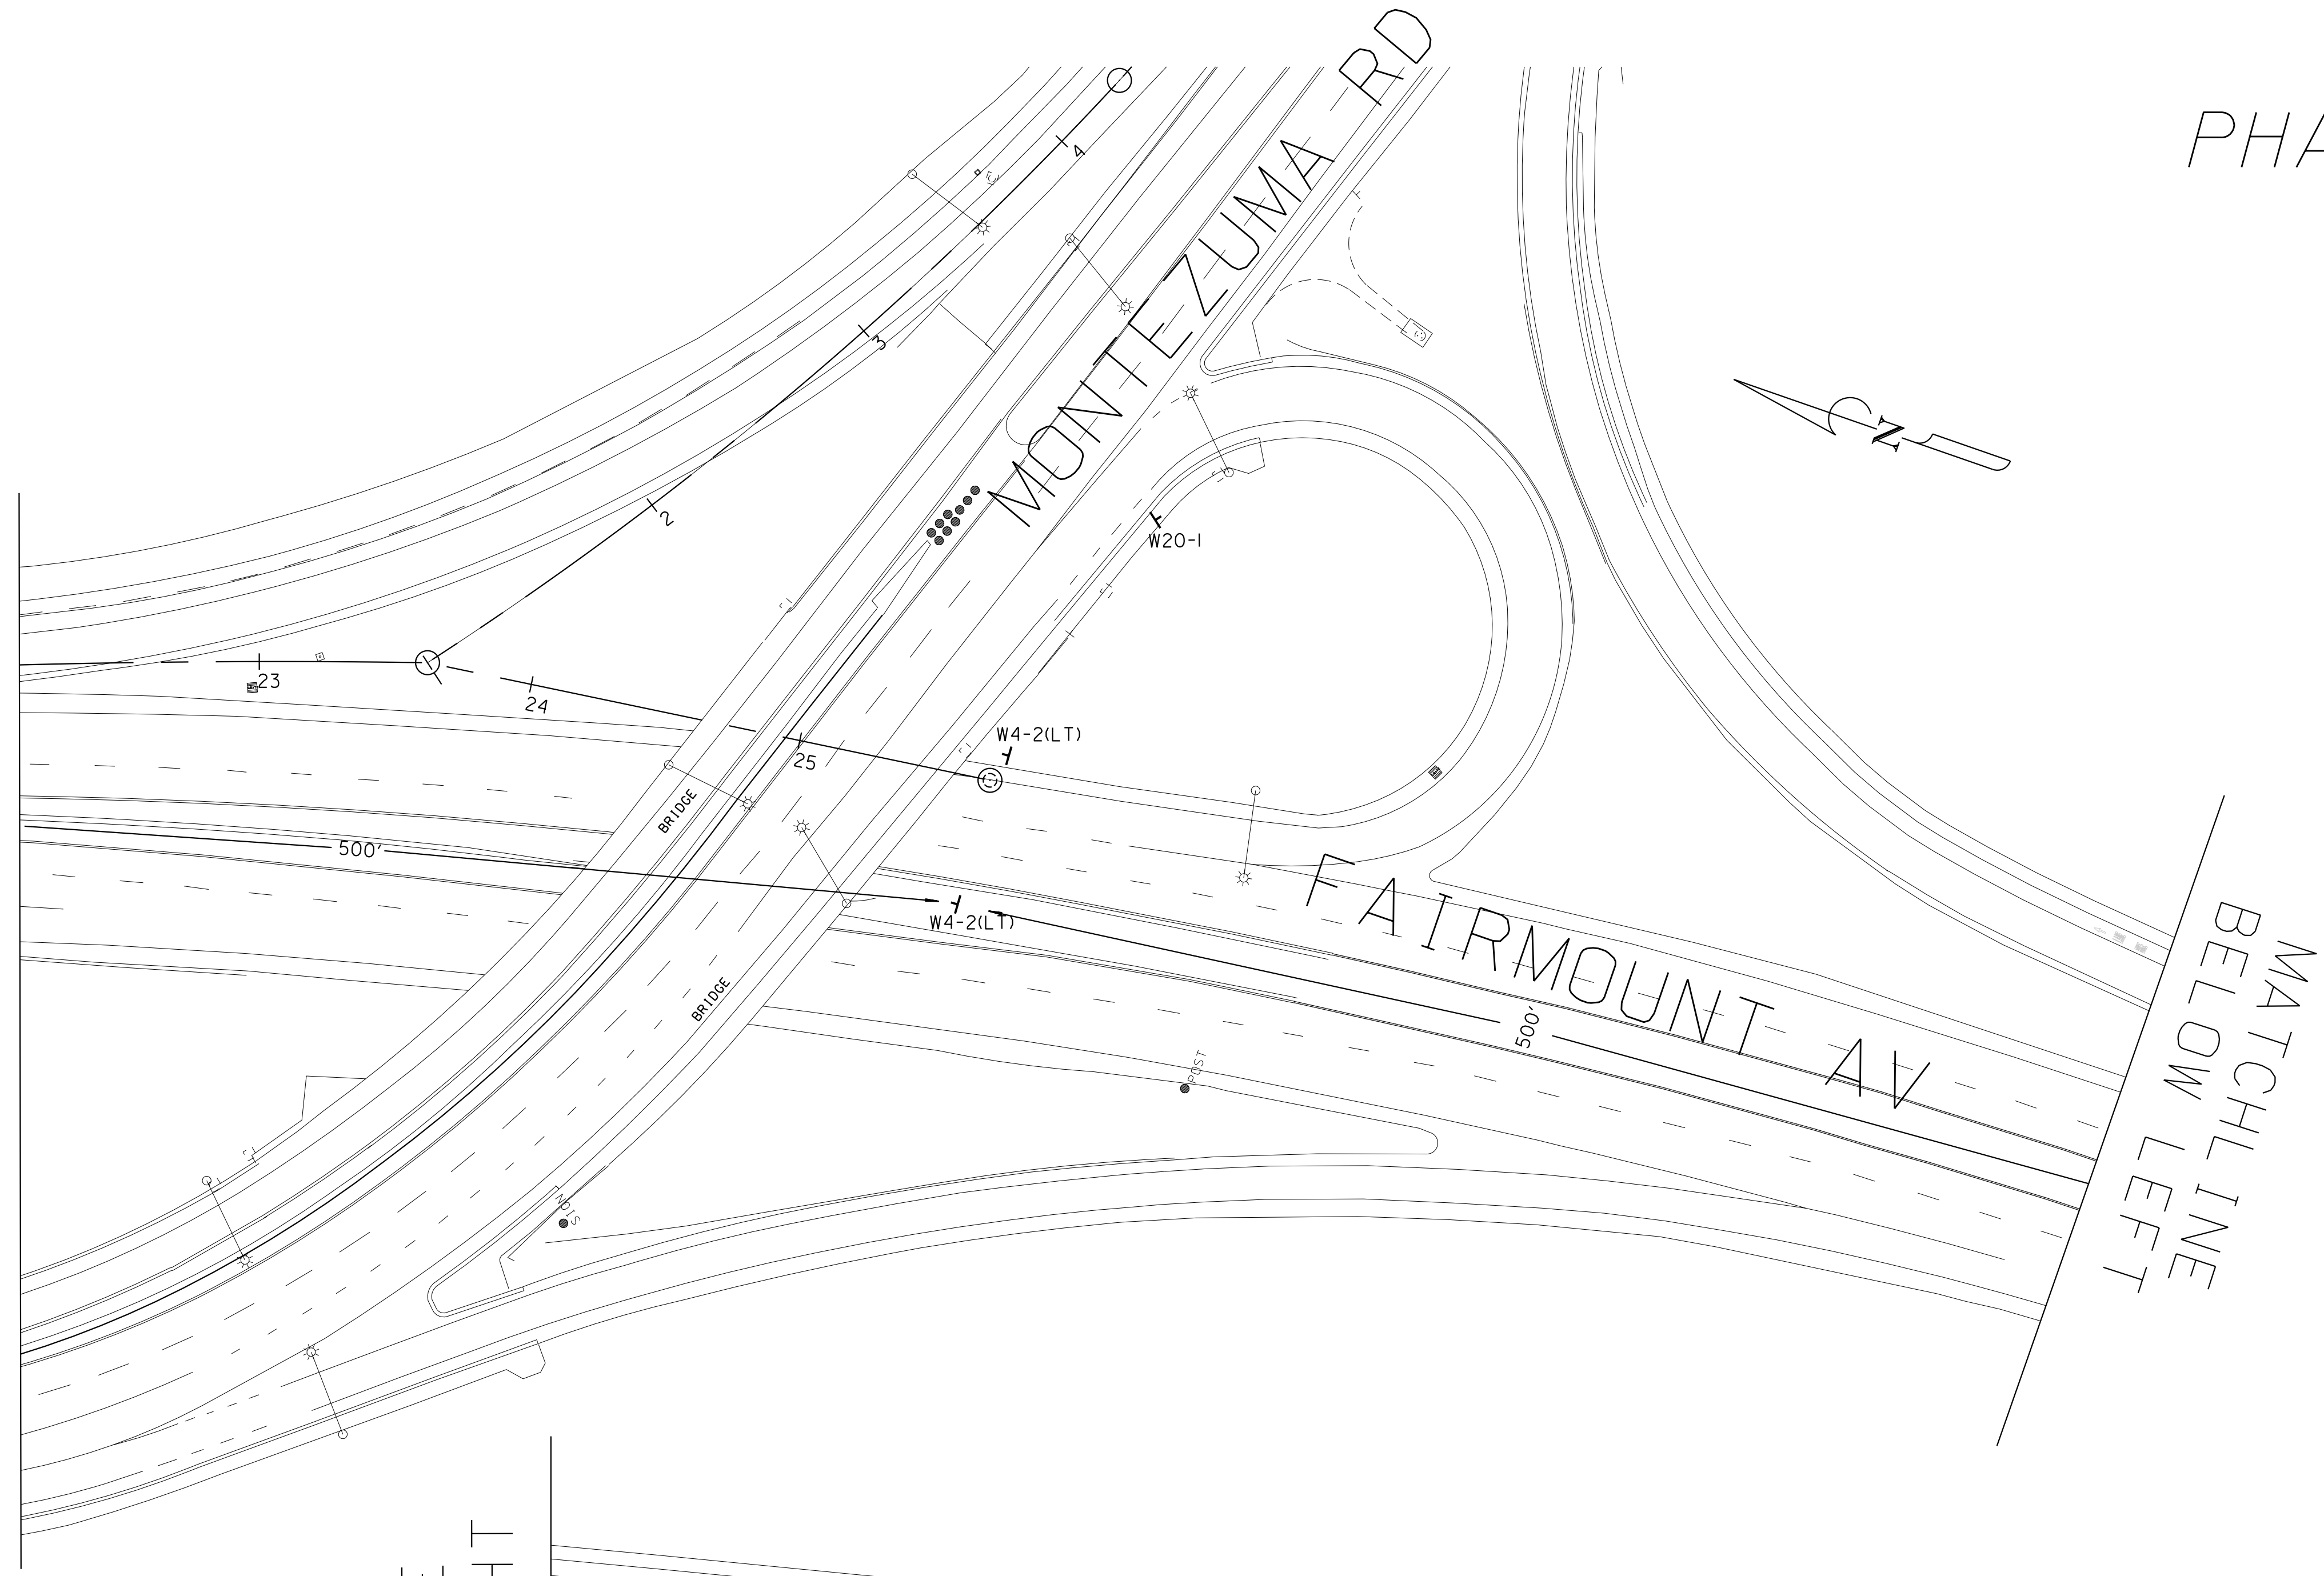 PHA
MONTEZUMA RD
4
3
2
W20-1
23
24
W4-2(LT)
25
BRIDGE
500'
W4-2(LT)
FAIRMOUNT AV
BRIDGE
500'
POST
SIGN
N
MATCHLINE
BELOW LEFT